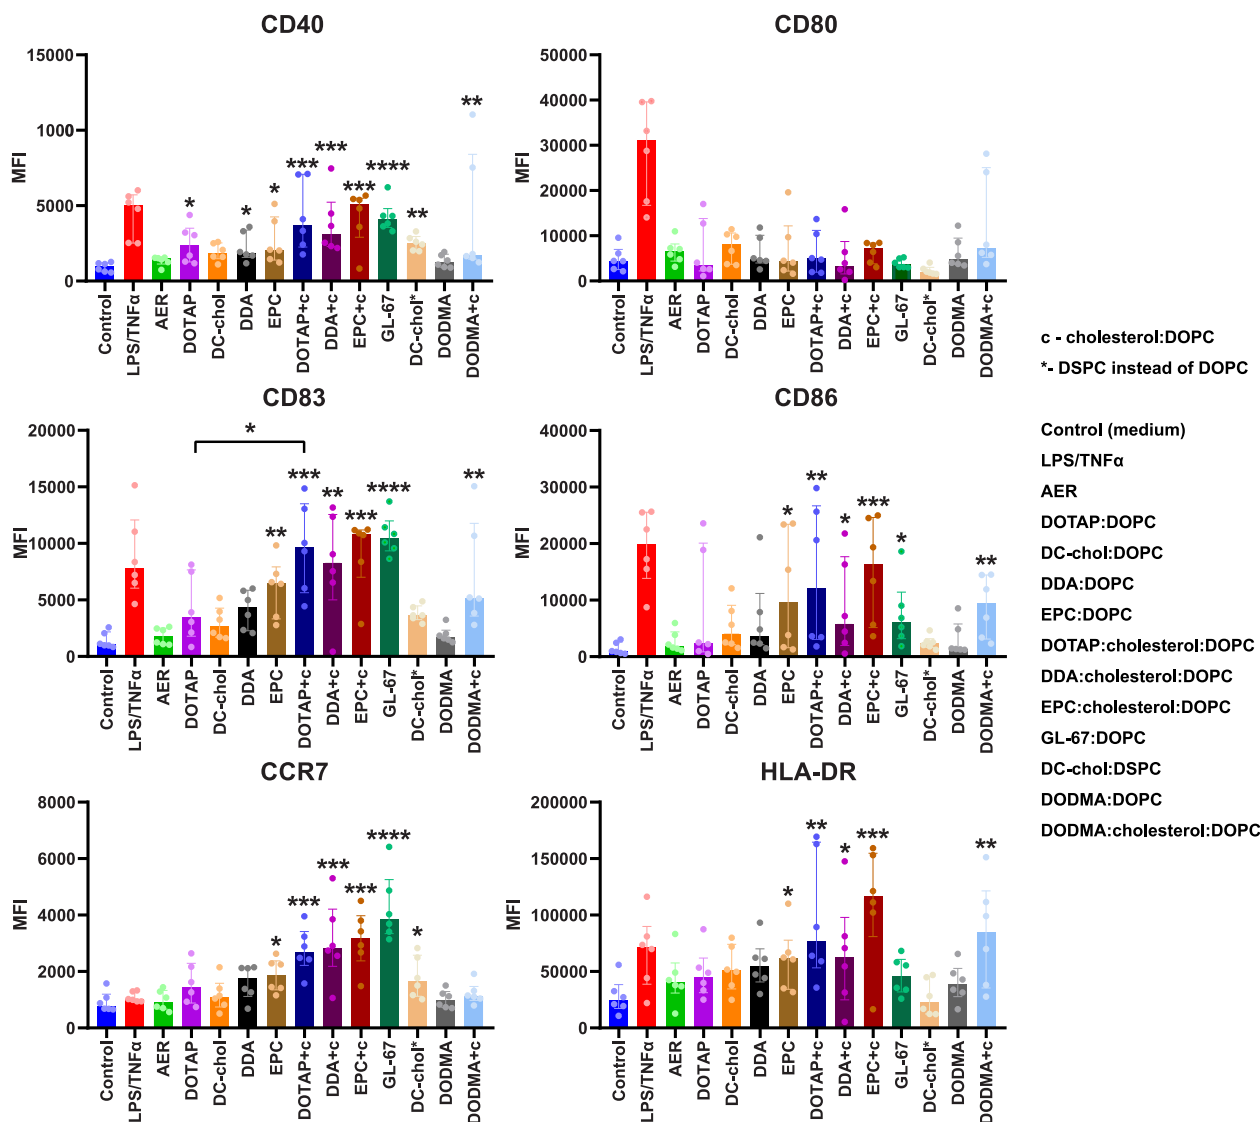 CD40
15000
1000
5000
0
MFI
*
*
*
***
***
***
****
**
**
Control
LPS/TNFα
AER
DOTAP
DC-chol
DDA
EPC
DOTAP+c
DDA+c
EPC+c
GL-67
DC-chol*
DODMA
DODMA+c
CD80
50000
40000
30000
20000
10000
0
MFI
Control
LPS/TNFα
AER
DOTAP
DC-chol
DDA
EPC
DOTAP+c
DDA+c
EPC+c
GL-67
DC-chol*
DODMA
DODMA+c
c - cholesterol:DOPC
*- DSPC instead of DOPC
Control (medium)
LPS/TNFα
AER
DOTAP:DOPC
DC-chol:DOPC
DDA:DOPC
EPC:DOPC
DOTAP:cholesterol:DOPC
DDA:cholesterol:DOPC
EPC:cholesterol:DOPC
GL-67:DOPC
DC-chol:DSPC
DODMA:DOPC
DODMA:cholesterol:DOPC
CD83
20000
15000
10000
5000
0
MFI
*
**
***
**
***
****
**
Control
LPS/TNFα
AER
DOTAP
DC-chol
DDA
EPC
DOTAP+c
DDA+c
EPC+c
GL-67
DC-chol*
DODMA
DODMA+c
CD86
40000
30000
20000
10000
0
MFI
*
**
*
***
*
**
Control
LPS/TNFα
AER
DOTAP
DC-chol
DDA
EPC
DOTAP+c
DDA+c
EPC+c
GL-67
DC-chol*
DODMA
DODMA+c
CCR7
8000
6000
4000
2000
0
MFI
*
***
***
***
****
*
Control
LPS/TNFα
AER
DOTAP
DC-chol
DDA
EPC
DOTAP+c
DDA+c
EPC+c
GL-67
DC-chol*
DODMA
DODMA+c
HLA-DR
200000
150000
100000
50000
0
MFI
*
**
*
***
**
Control
LPS/TNFα
AER
DOTAP
DC-chol
DDA
EPC
DOTAP+c
DDA+c
EPC+c
GL-67
DC-chol*
DODMA
DODMA+c